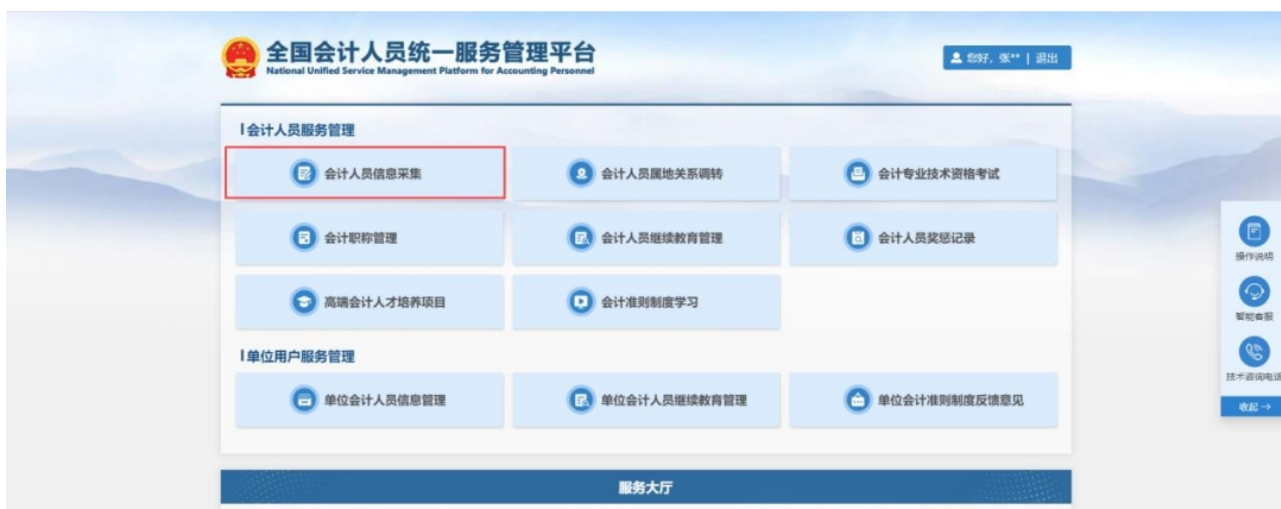 全国会计人员统一服务管理平台
National Unified Service Management Platform for Accounting Personnel
您好，张** | 退出
会计人员服务管理
会计人员信息采集
会计人员属地关系调转
会计专业技术资格考试
会计职称管理
会计人员继续教育管理
会计人员奖惩记录
高端会计人才培养项目
会计准则制度学习
单位用户服务管理
单位会计人员信息管理
单位会计人员继续教育管理
单位会计准则制度反馈意见
操作说明
智能客服
技术咨询电话
收起 →
服务大厅